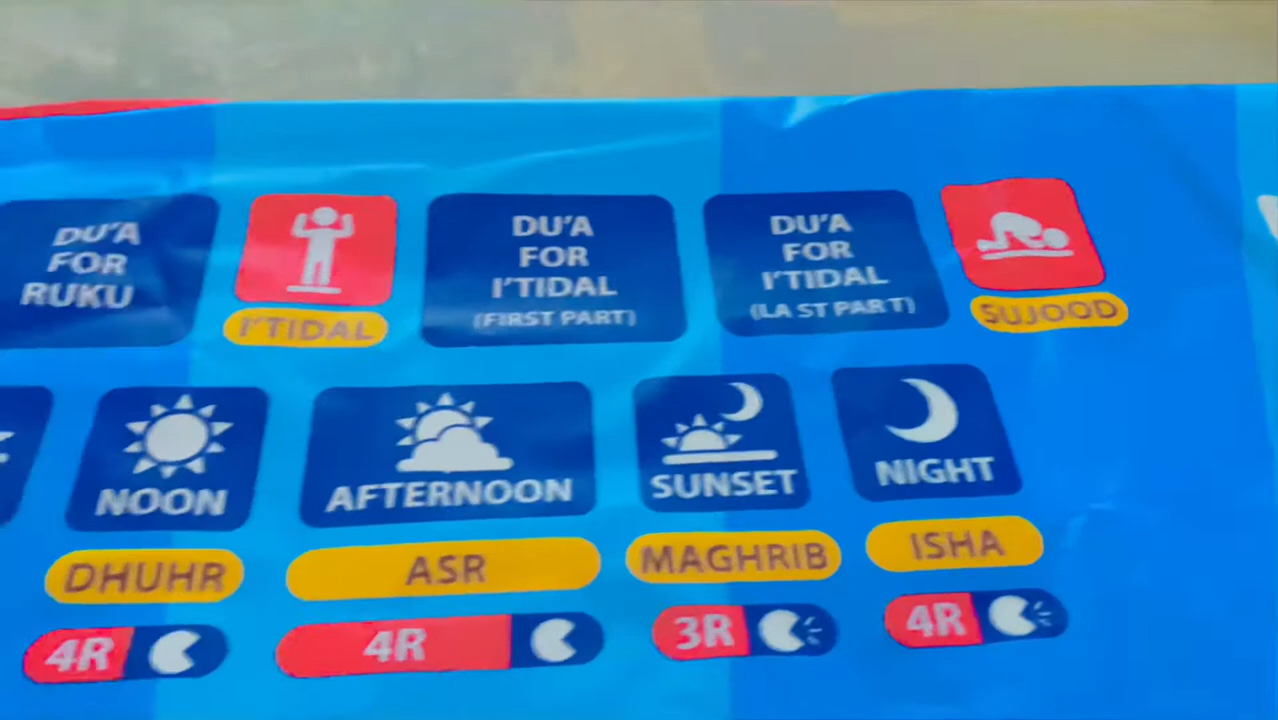 DU'A
FOR
RUKU
I'TIDAL
DU'A
FOR
I'TIDAL
(FIRST PART)
DU'A
FOR
I'TIDAL
(LA ST PAR T)
SUJOOD
NOON
AFTERNOON
SUNSET
NIGHT
DHUHR
ASR
MAGHRIB
ISHA
4R
4R
3R
4R